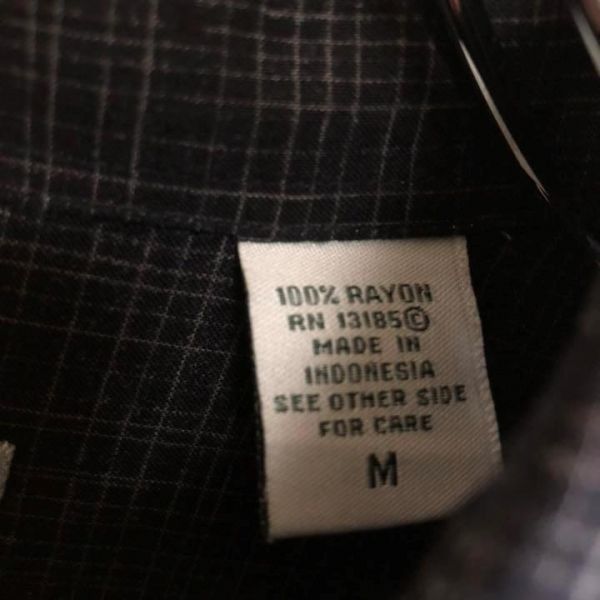 100% RAYON
RN 13185©
MADE IN
INDONESIA
SEE OTHER SIDE
FOR CARE
M